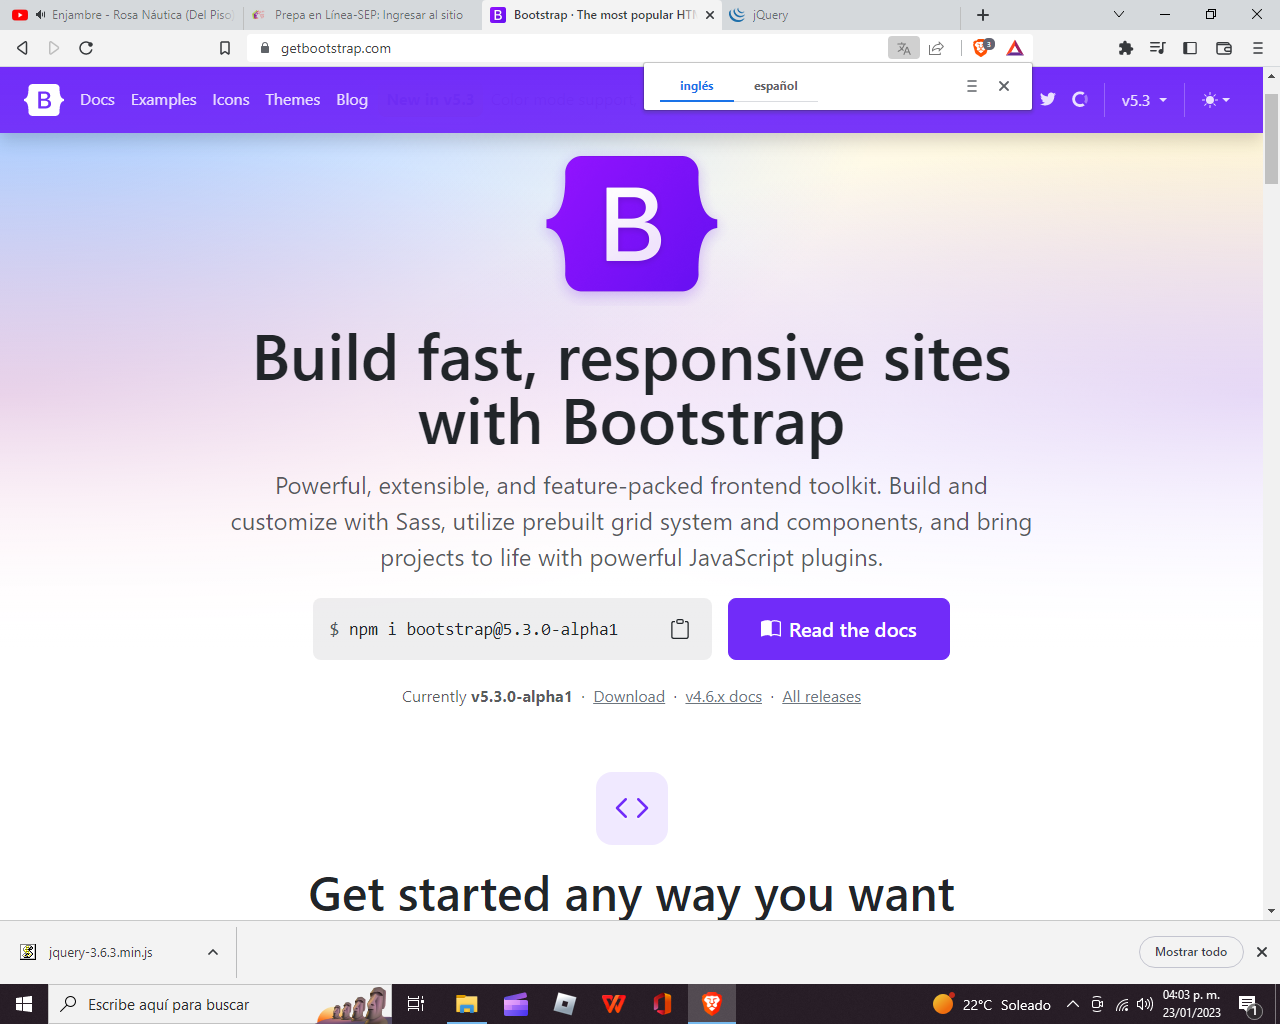 Enjambre - Rosa Náutica (Del Piso
Prepa en Línea-SEP: Ingresar al sitio
Bootstrap · The most popular HTM
jQuery
getbootstrap.com
3
inglés español
B Docs Examples Icons Themes Blog v5.3
B
Build fast, responsive sites
with Bootstrap
Powerful, extensible, and feature-packed frontend toolkit. Build and
customize with Sass, utilize prebuilt grid system and components, and bring
projects to life with powerful JavaScript plugins.
$ npm i bootstrap@5.3.0-alpha1
Read the docs
Currently v5.3.0-alpha1 · Download · v4.6.x docs · All releases
Get started any way you want
jquery-3.6.3.min.js
Mostrar todo
Escribe aquí para buscar
22°C Soleado
04:03 p. m.
23/01/2023
1